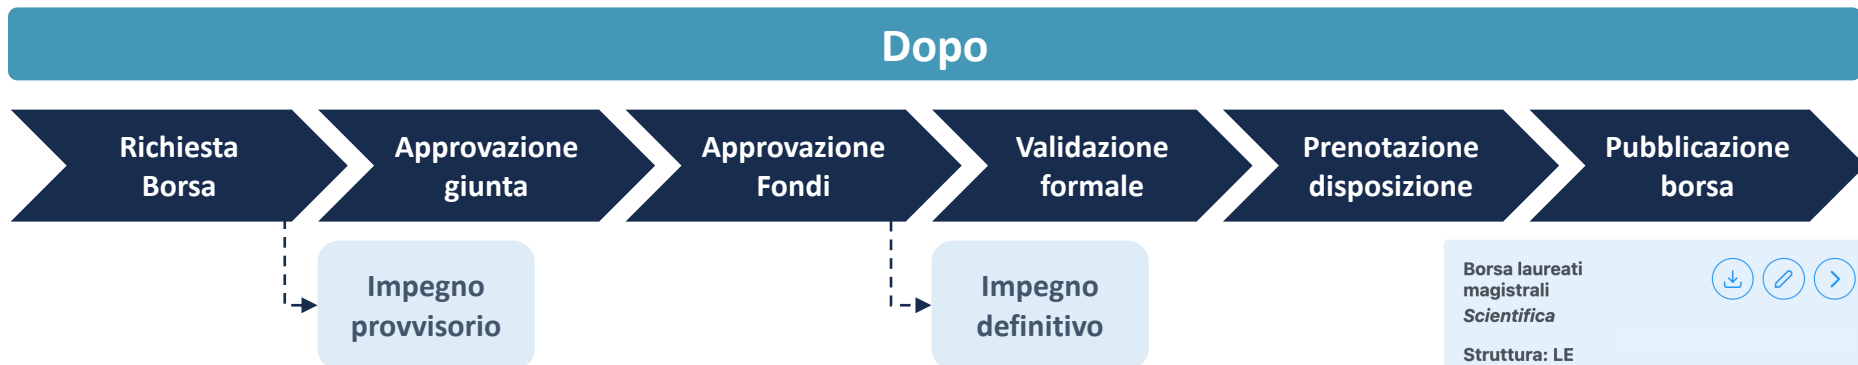 Dopo
Richiesta
Borsa
Approvazione
giunta
Approvazione
Fondi
Validazione
formale
Prenotazione
disposizione
Pubblicazione
borsa
Impegno
provvisorio
Impegno
definitivo
Borsa laureati
magistrali
Scientifica
Struttura: LE